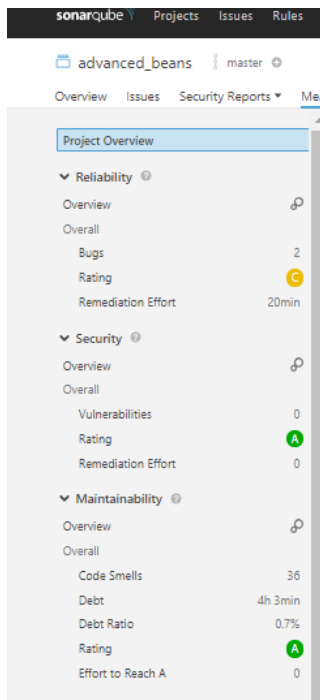 sonarqube Projects Issues Rules
advanced_beans master
Overview Issues Security Reports Me
Project Overview
Reliability
Overview
Overall
Bugs 2
Rating C
Remediation Effort 20min
Security
Overview
Overall
Vulnerabilities 0
Rating A
Remediation Effort 0
Maintainability
Overview
Overall
Code Smells 36
Debt 4h 3min
Debt Ratio 0.7%
Rating A
Effort to Reach A 0